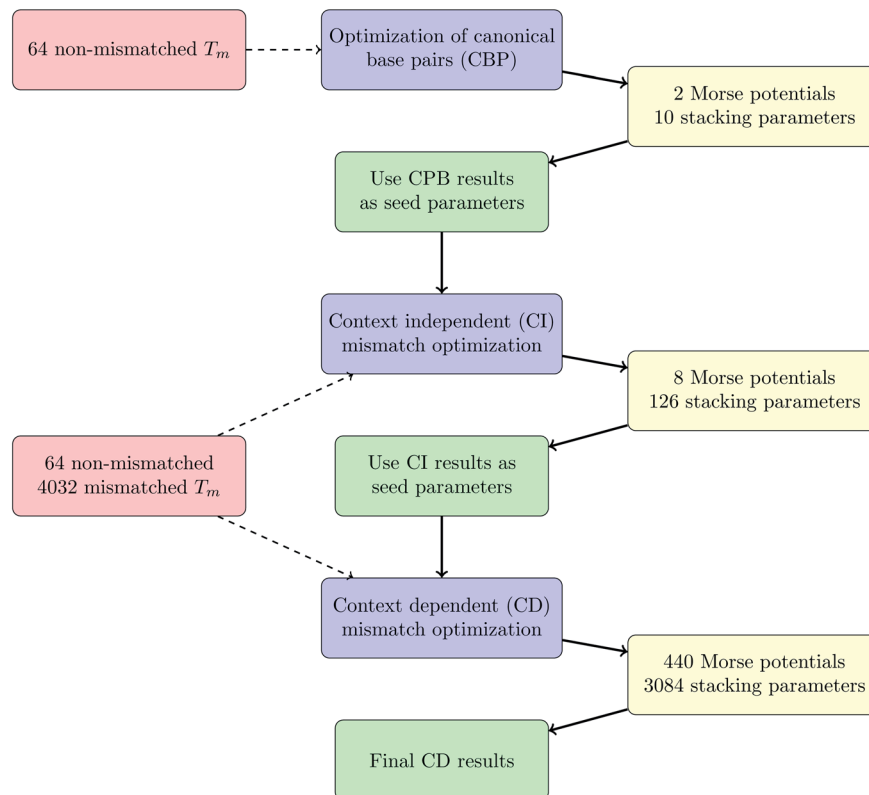 64 non-mismatched Tm
Optimization of canonical
base pairs (CBP)
2 Morse potentials
10 stacking parameters
Use CPB results
as seed parameters
Context independent (CI)
mismatch optimization
8 Morse potentials
126 stacking parameters
64 non-mismatched
4032 mismatched Tm
Use CI results as
seed parameters
Context dependent (CD)
mismatch optimization
440 Morse potentials
3084 stacking parameters
Final CD results